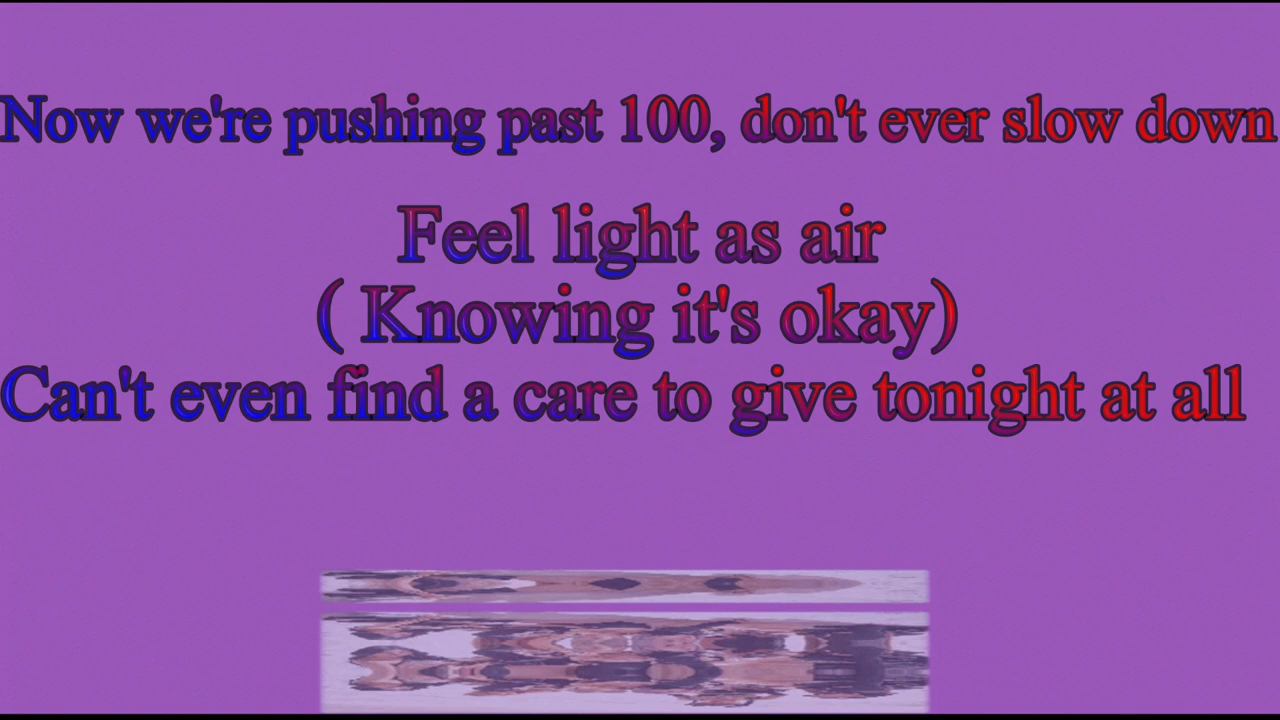 Now we're pushing past 100, don't ever slow down
Feel light as air
( Knowing it's okay)
Can't even find a care to give tonight at all